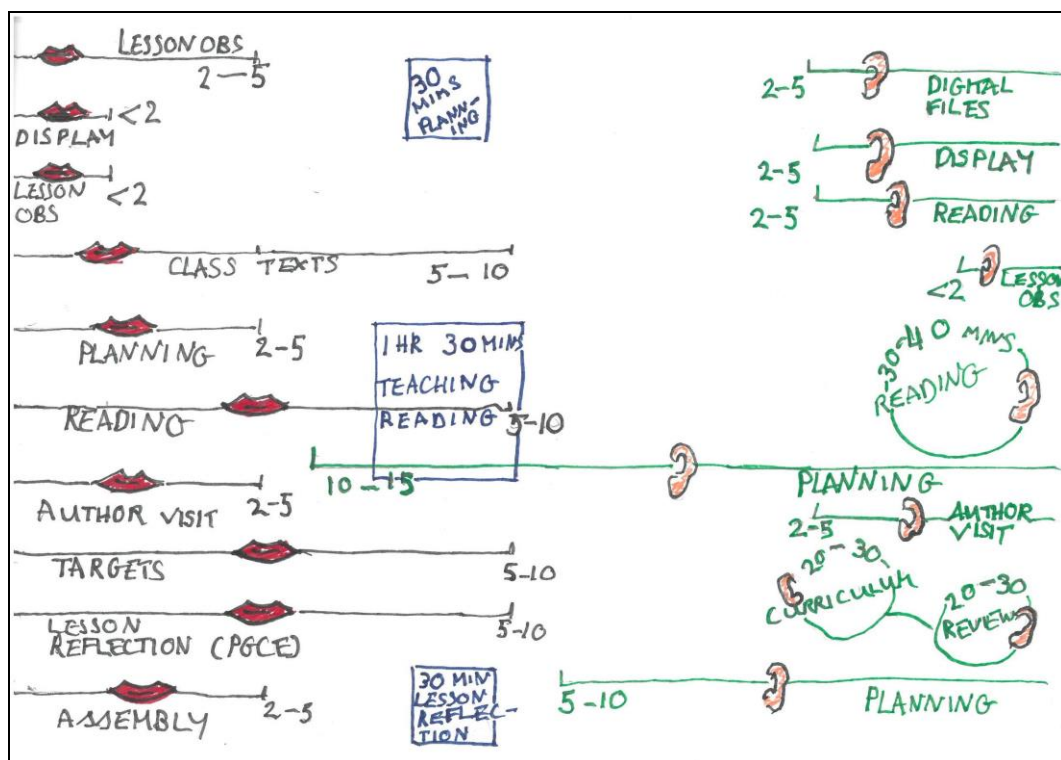 LESSON OBS
2—5
<2
DISPLAY
<2
LESSON
OBS
CLASS TEXTS
5—10
PLANNING
2-5
READING
5-10
AUTHOR VISIT
2-5
TARGETS
5-10
LESSON
REFLECTION (PGCE)
5-10
ASSEMBLY
2-5
30
MINS
PLANN-
ING
1 HR 30 MINS
TEACHING
READING
30 MIN
LESSON
REFLEC-
TION
2-5
DIGITAL
FILES
2-5
DISPLAY
2-5
READING
<2
LESSON
OBS
30-40 MINS
READING
10-15
PLANNING
2-5
AUTHOR
VISIT
20-30
CURRICULUM
20-30
REVIEW
5-10
PLANNING